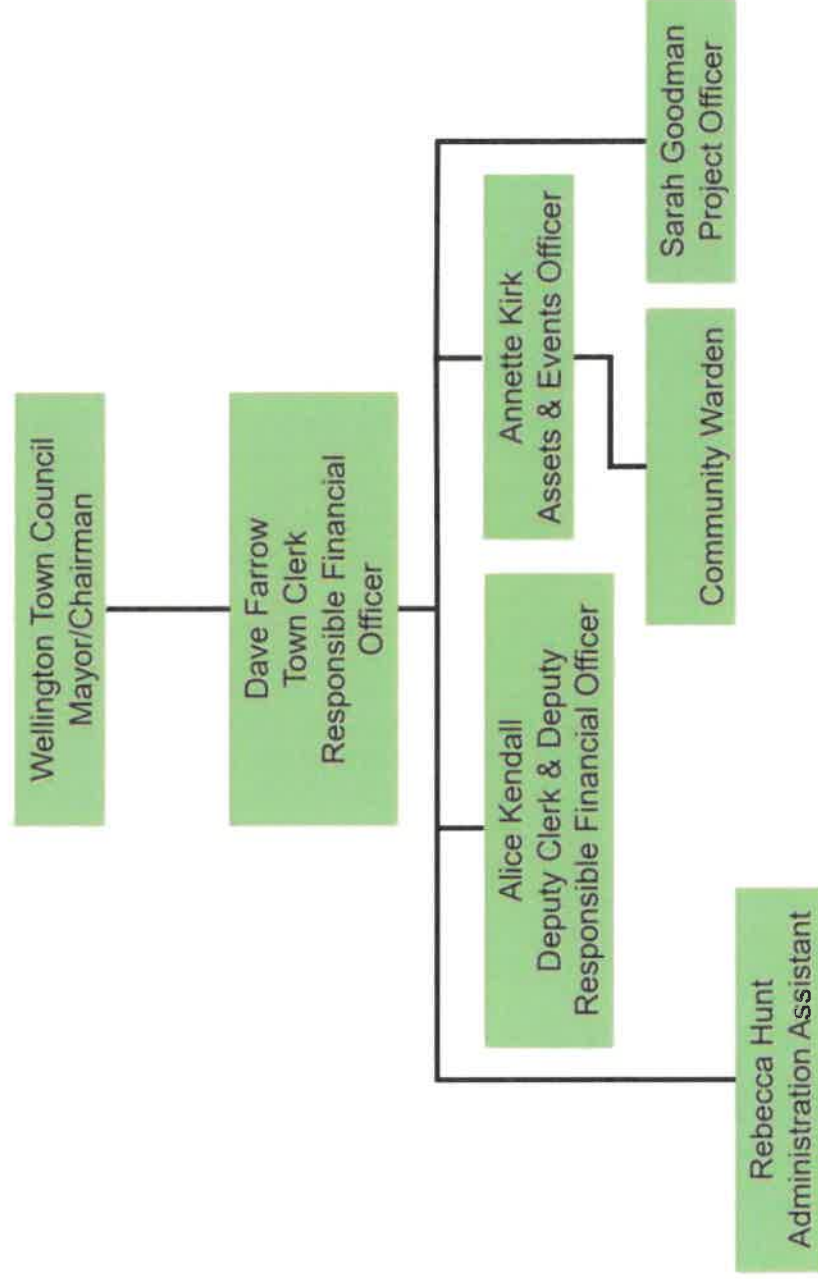 Wellington Town Council
Mayor/Chairman
Dave Farrow
Town Clerk
Responsible Financial
Officer
Alice Kendall
Deputy Clerk & Deputy
Responsible Financial Officer
Annette Kirk
Assets & Events Officer
Rebecca Hunt
Administration Assistant
Community Warden
Sarah Goodman
Project Officer